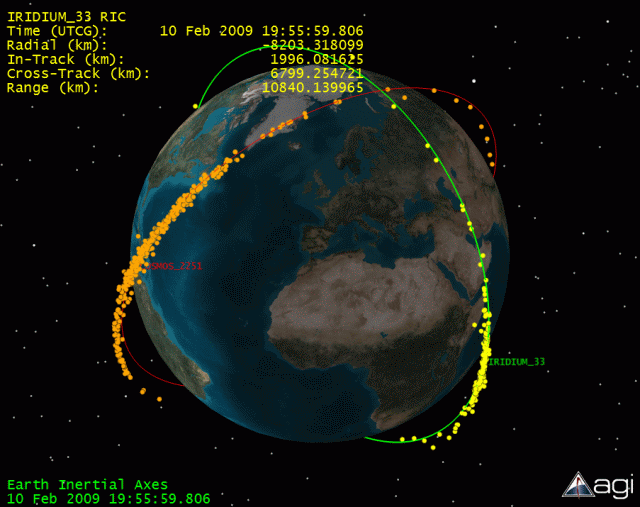 IRIDIUM_33 RIC
Time (UTCG): 10 Feb 2009 19:55:59.806
Radial (km): -8203.318099
In-Track (km): 1996.081625
Cross-Track (km): 6799.254721
Range (km): 10840.139965
IRIDIUM_33
Earth Inertial Axes
10 Feb 2009 19:55:59.806
agi